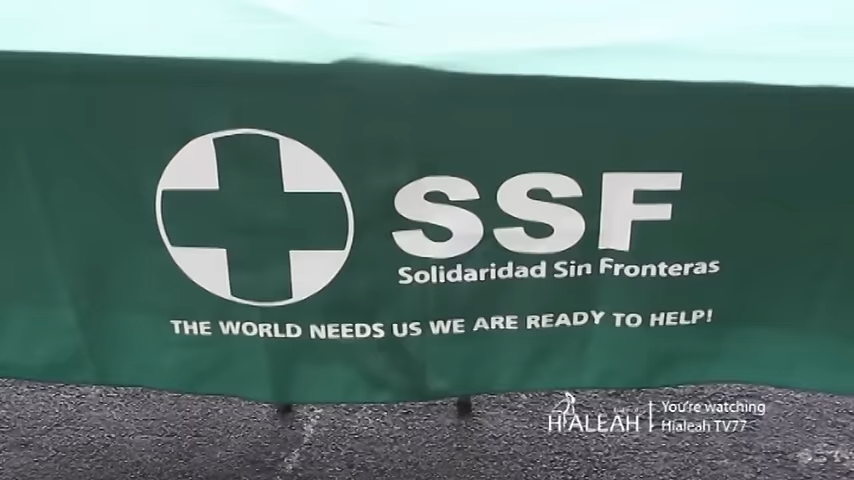 SSF
Solidaridad Sin Fronteras
THE WORLD NEEDS US WE ARE READY TO HELP!
HIALEAH
You're watching
Hialeah TV77